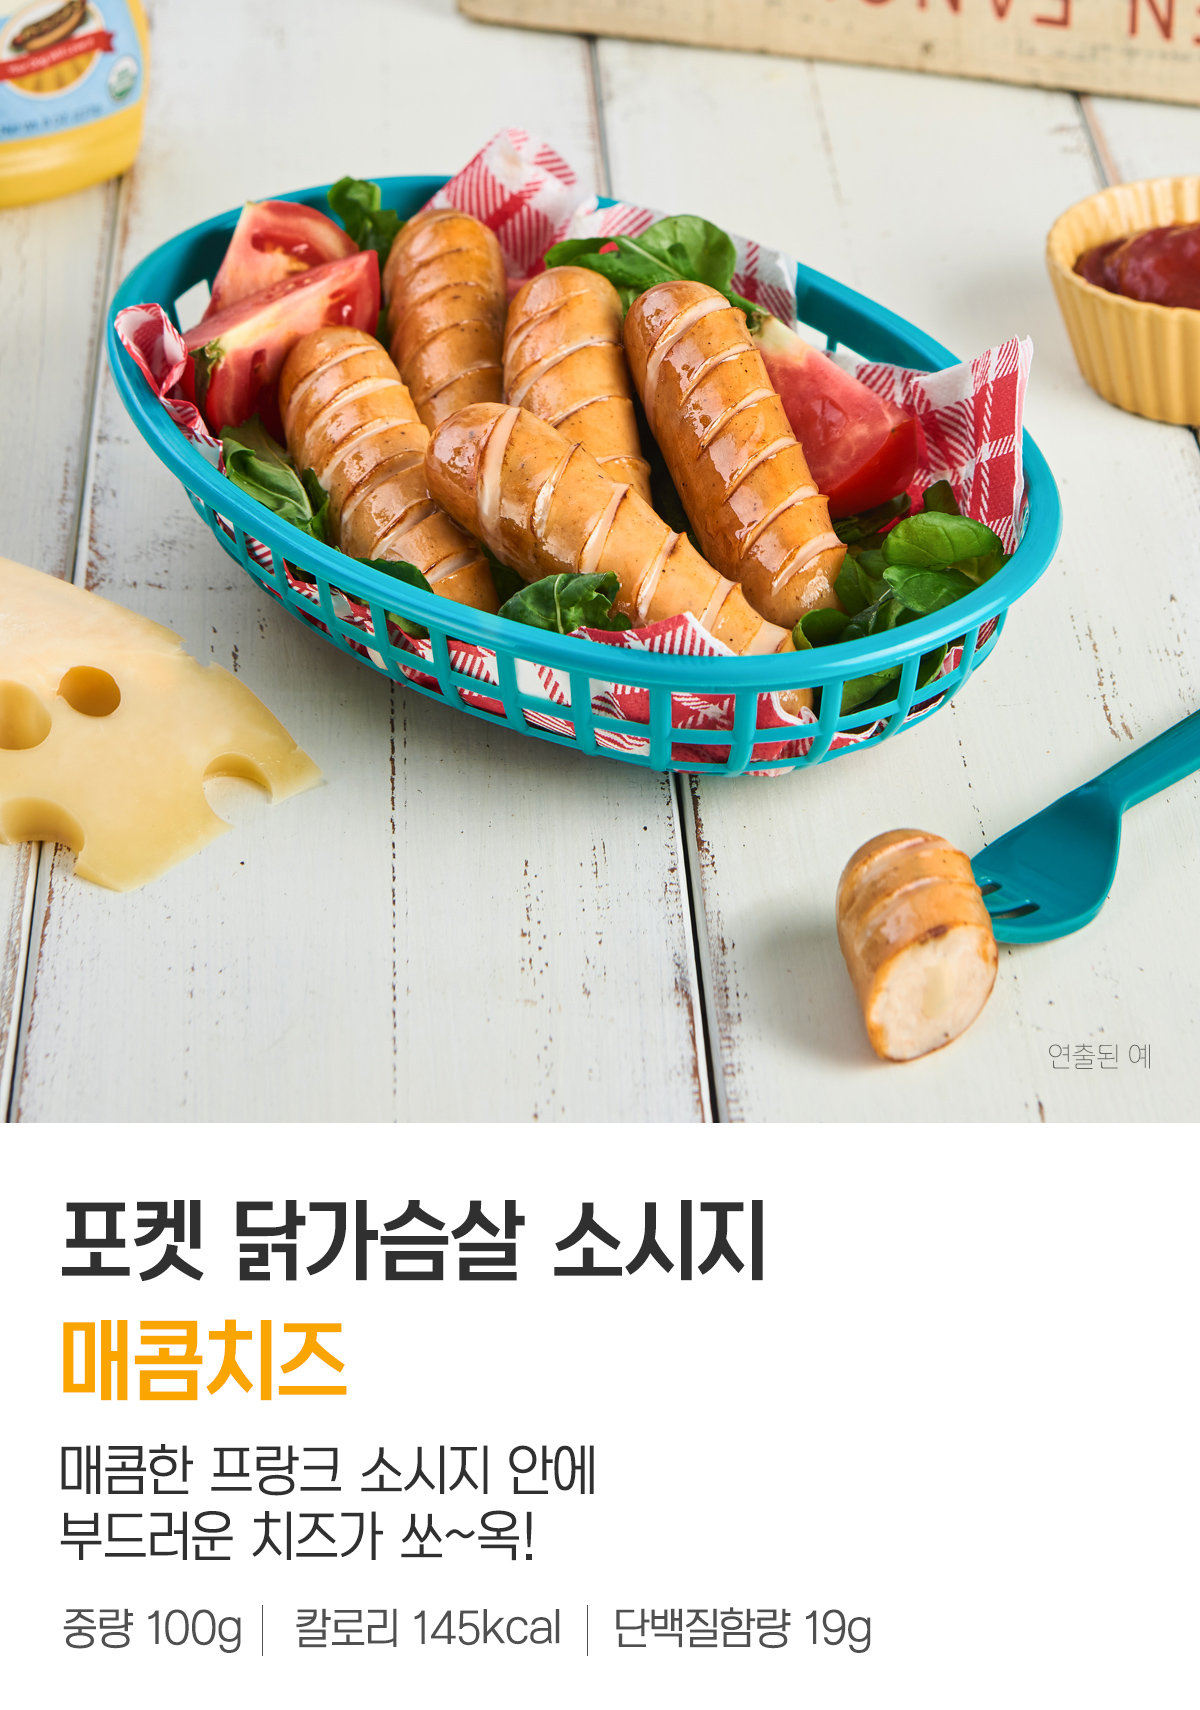 연출된 예
포켓 닭가슴살 소시지
매콤치즈
매콤한 프랑크 소시지 안에
부드러운 치즈가 쏘~옥!
중량 100g | 칼로리 145kcal | 단백질함량 19g